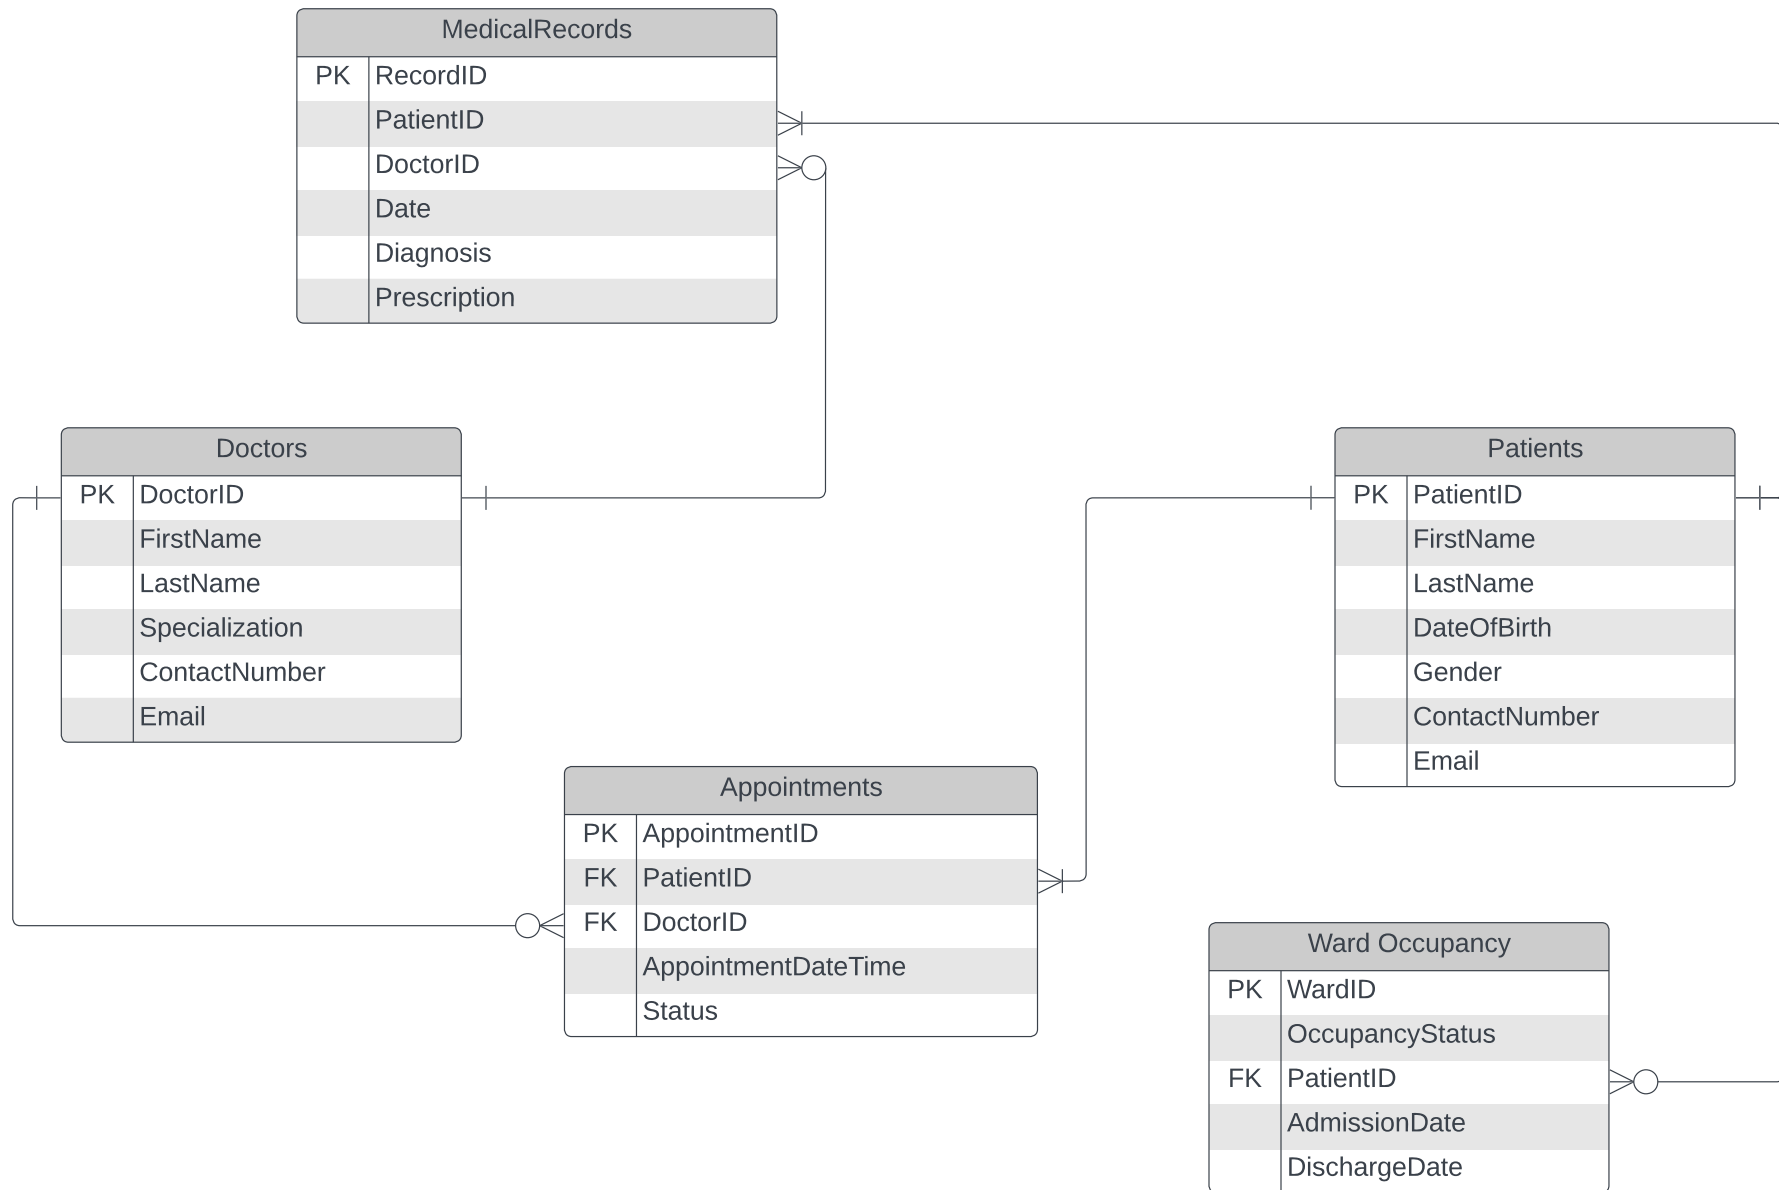 MedicalRecords
PK RecordID
PatientID
DoctorID
Date
Diagnosis
Prescription
Doctors
PK DoctorID
FirstName
LastName
Specialization
ContactNumber
Email
Patients
PK PatientID
FirstName
LastName
DateOfBirth
Gender
ContactNumber
Email
Appointments
PK AppointmentID
FK PatientID
FK DoctorID
AppointmentDateTime
Status
Ward Occupancy
PK WardID
OccupancyStatus
FK PatientID
AdmissionDate
DischargeDate